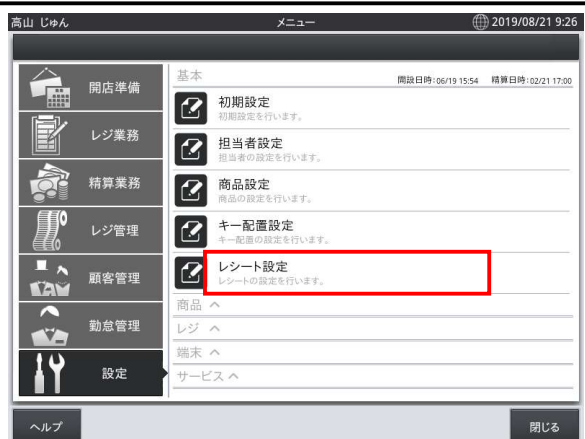 高山 じゅん
メニュー
2019/08/21 9:26
開店準備
レジ業務
精算業務
レジ管理
顧客管理
勤怠管理
設定
基本
開設日時:06/19 15:54 精算日時:02/21 17:00
初期設定
初期設定を行います。
担当者設定
担当者の設定を行います。
商品設定
商品の設定を行います。
キー配置設定
キー配置の設定を行います。
レシート設定
レシートの設定を行います。
商品 へ
レジ へ
端末 へ
サービス へ
ヘルプ
閉じる